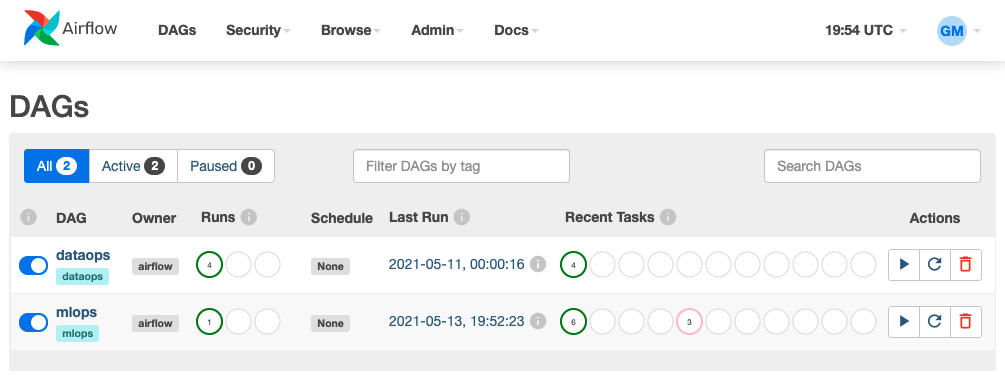 Airflow DAGs Security Browse Admin Docs 19:54 UTC GM
DAGs
All 2 Active 2 Paused 0 Filter DAGs by tag Search DAGs
i DAG Owner Runs i Schedule Last Run i Recent Tasks i Actions
dataops airflow 4 None 2021-05-11, 00:00:16 i 4
dataops
mlops airflow 1 None 2021-05-13, 19:52:23 i 6 3
mlops